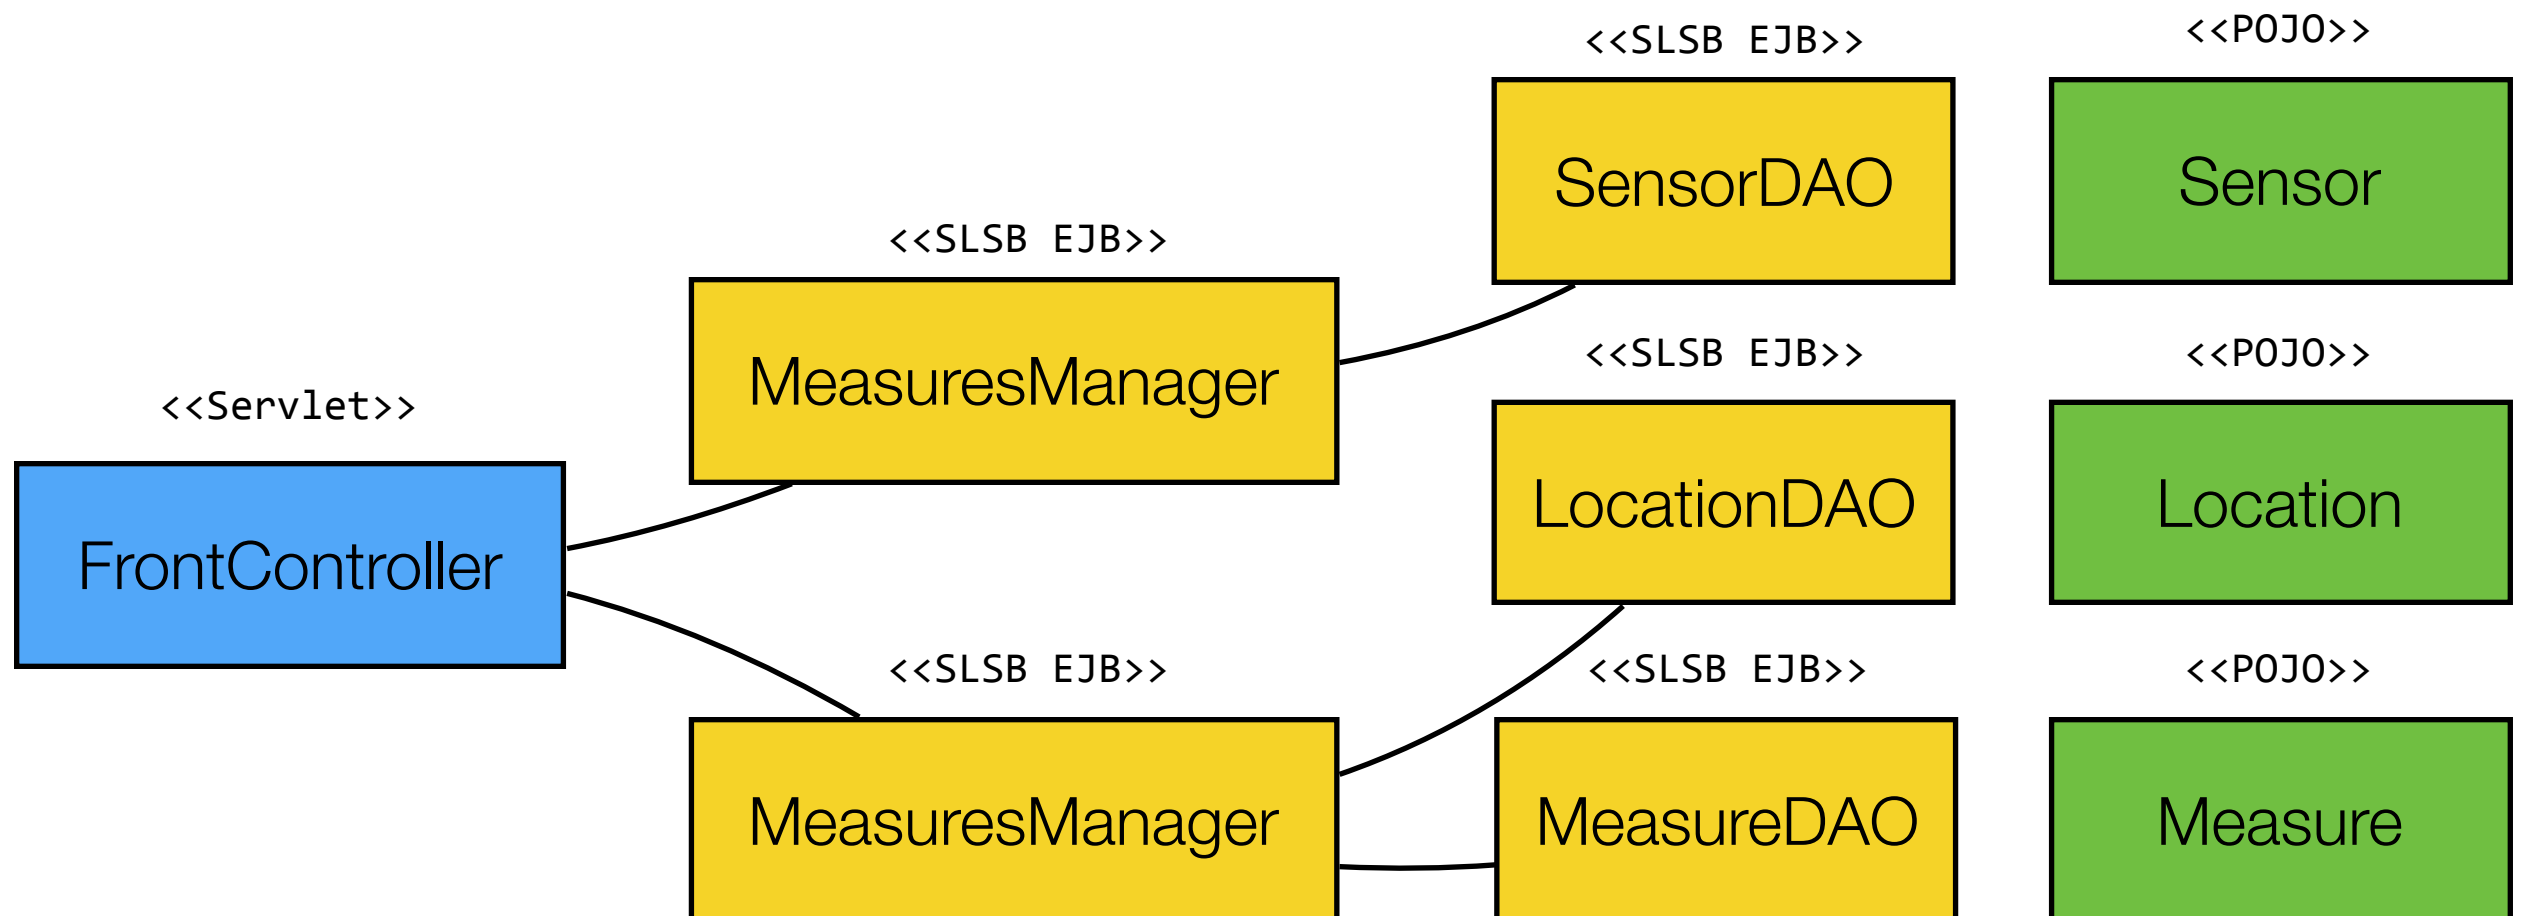 <<SLSB EJB>>
<<POJO>>
SensorDAO
Sensor
<<SLSB EJB>>
MeasuresManager
<<SLSB EJB>>
<<POJO>>
<<Servlet>>
LocationDAO
Location
FrontController
<<SLSB EJB>>
<<SLSB EJB>>
<<POJO>>
MeasuresManager
MeasureDAO
Measure